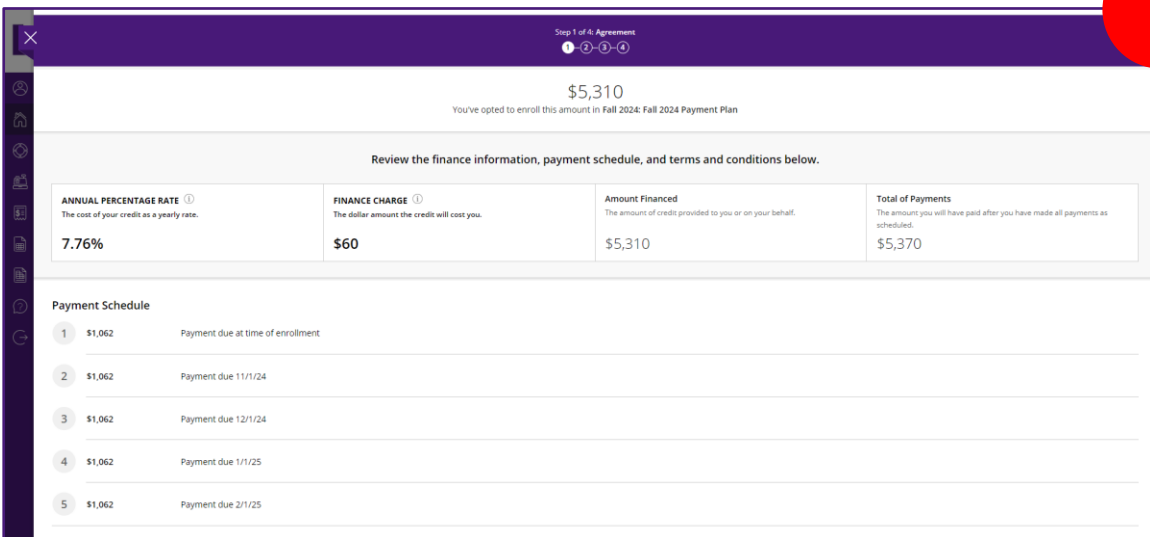 Step 1 of 4: Agreement
1 2 3 4
$5,310
You've opted to enroll this amount in Fall 2024: Fall 2024 Payment Plan
Review the finance information, payment schedule, and terms and conditions below.
ANNUAL PERCENTAGE RATE
The cost of your credit as a yearly rate.
7.76%
FINANCE CHARGE
The dollar amount the credit will cost you.
$60
Amount Financed
The amount of credit provided to you or on your behalf.
$5,310
Total of Payments
The amount you will have paid after you have made all payments as
scheduled.
$5,370
Payment Schedule
1 $1,062 Payment due at time of enrollment
2 $1,062 Payment due 11/1/24
3 $1,062 Payment due 12/1/24
4 $1,062 Payment due 1/1/25
5 $1,062 Payment due 2/1/25